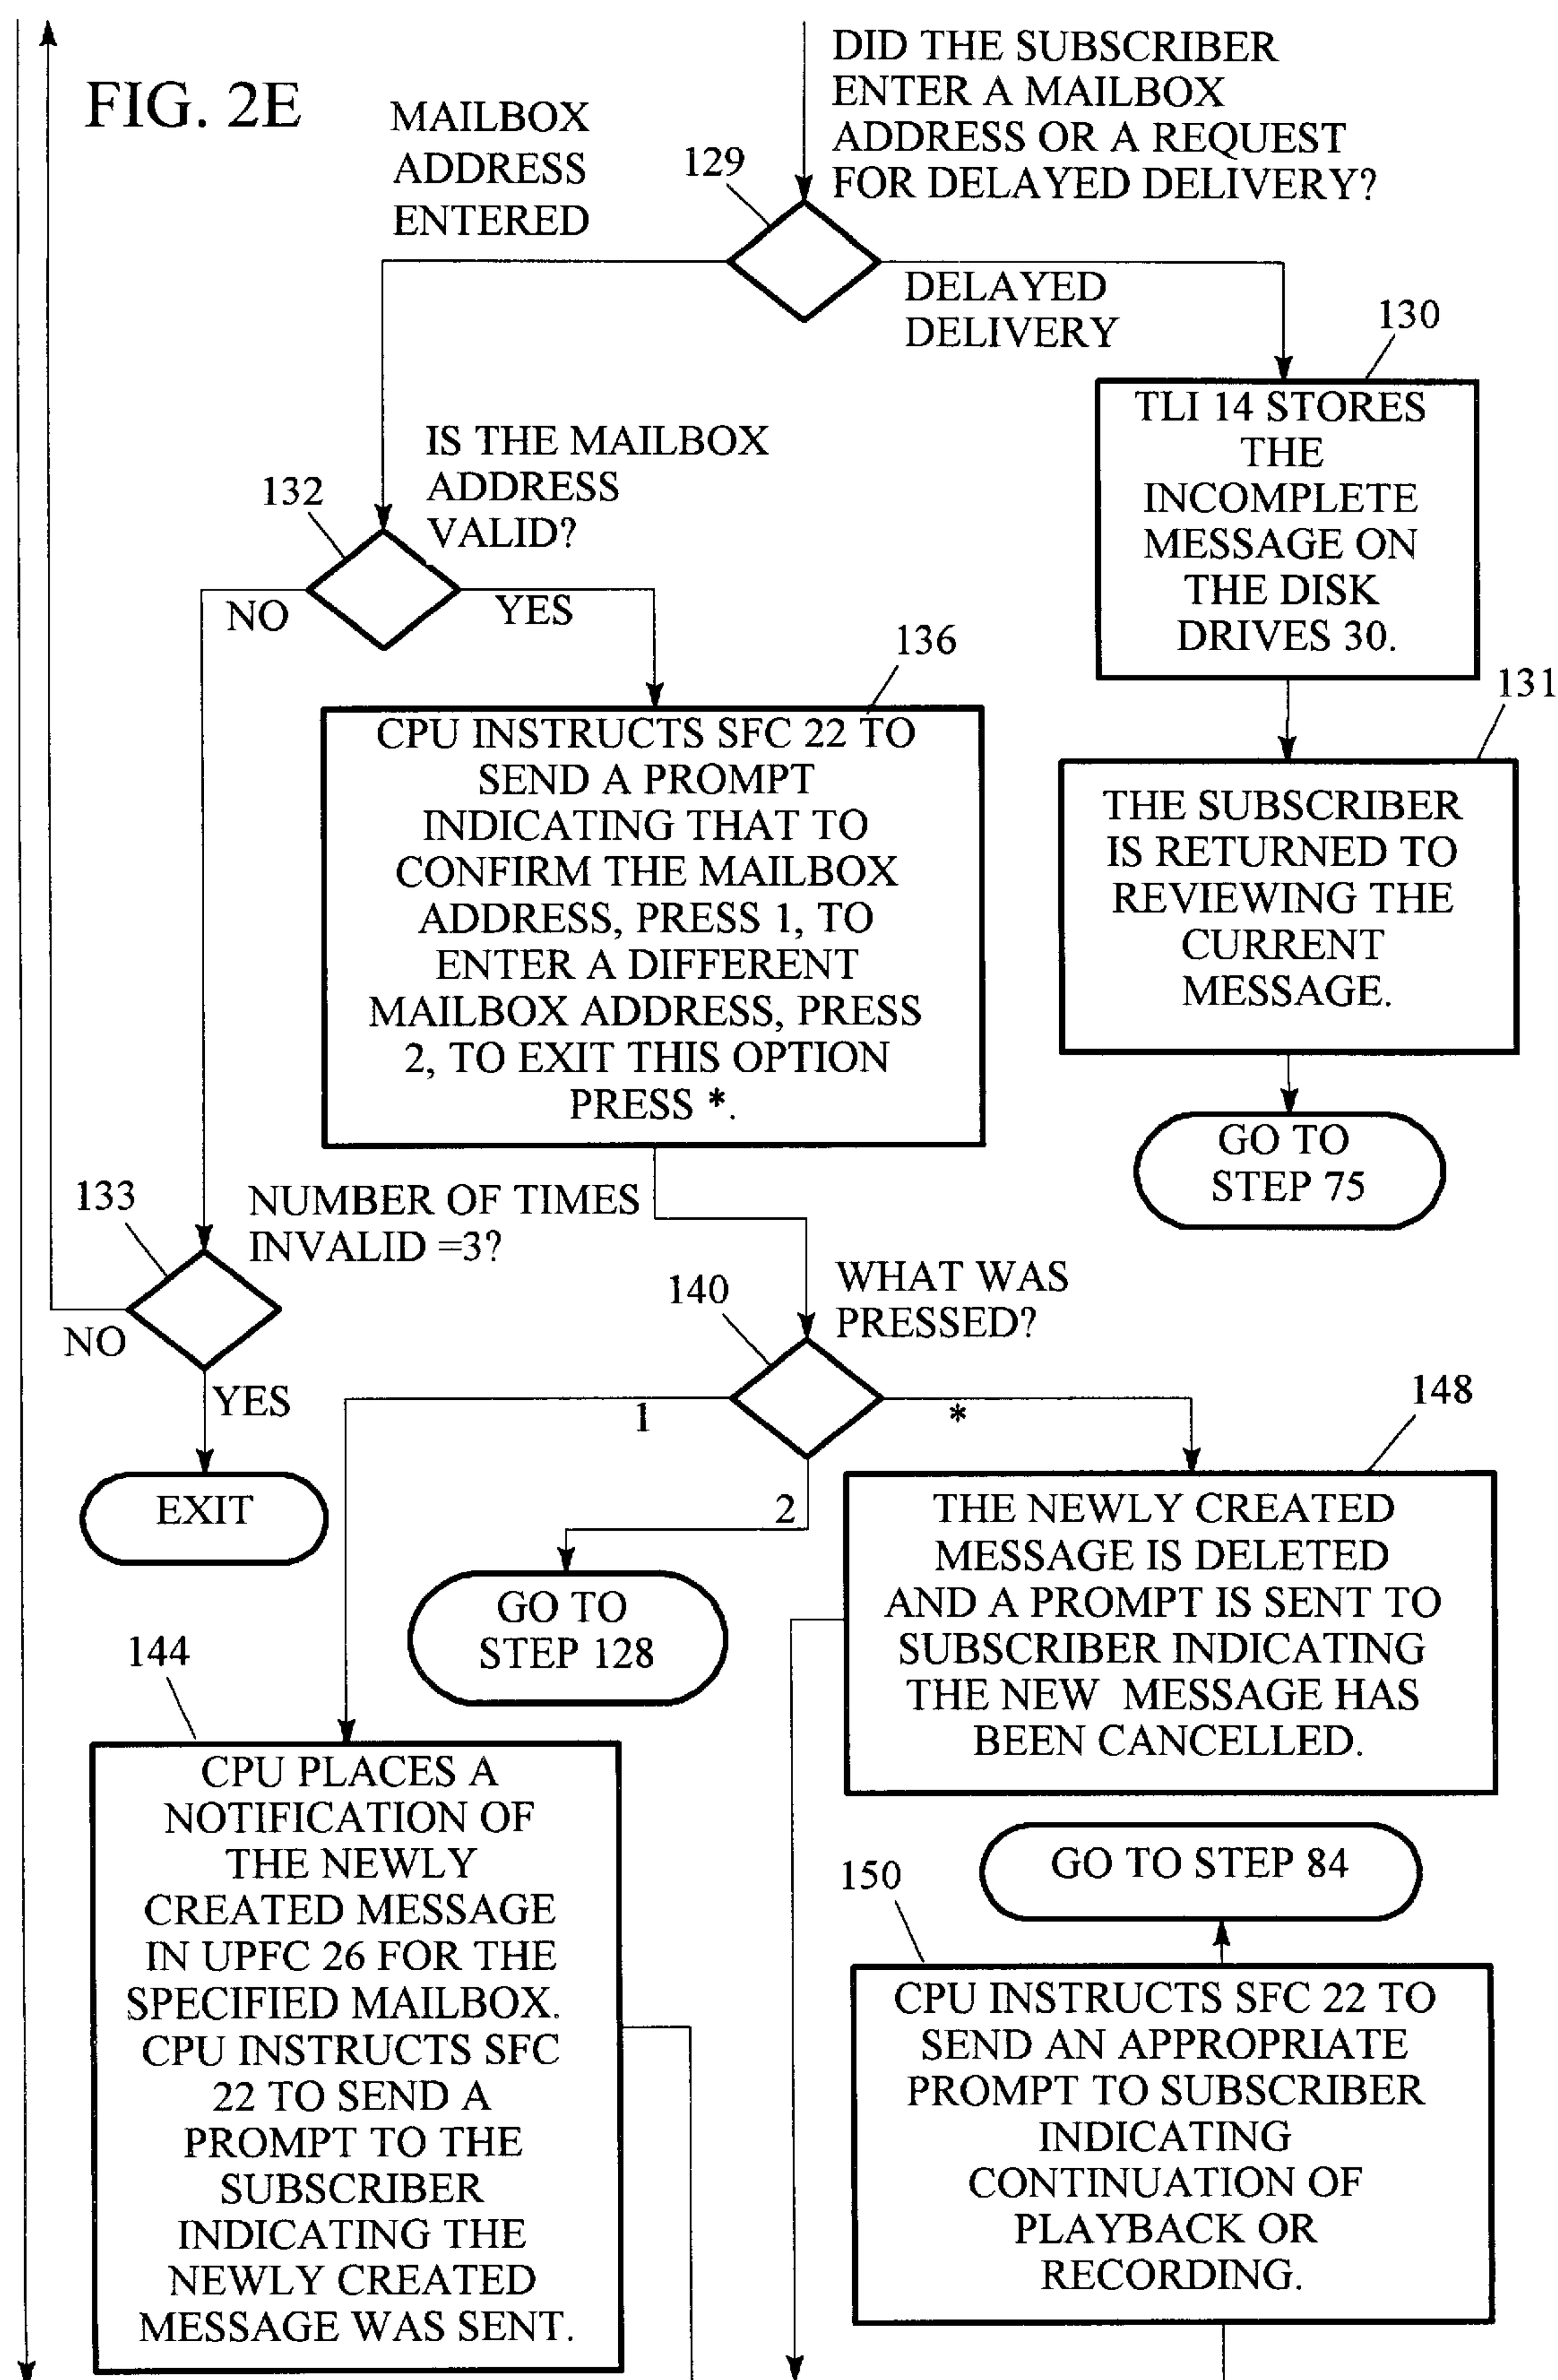 FIG. 2E
MAILBOX
ADDRESS
ENTERED
129
DID THE SUBSCRIBER
ENTER A MAILBOX
ADDRESS OR A REQUEST
FOR DELAYED DELIVERY?
DELAYED
DELIVERY
130
TLI 14 STORES
THE
INCOMPLETE
MESSAGE ON
THE DISK
DRIVES 30.
131
THE SUBSCRIBER
IS RETURNED TO
REVIEWING THE
CURRENT
MESSAGE.
GO TO
STEP 75
132
IS THE MAILBOX
ADDRESS
VALID?
NO
YES
136
CPU INSTRUCTS SFC 22 TO
SEND A PROMPT
INDICATING THAT TO
CONFIRM THE MAILBOX
ADDRESS, PRESS 1, TO
ENTER A DIFFERENT
MAILBOX ADDRESS, PRESS
2, TO EXIT THIS OPTION
PRESS *.
133
NUMBER OF TIMES
INVALID =3?
NO
YES
EXIT
140
WHAT WAS
PRESSED?
1
*
2
GO TO
STEP 128
148
THE NEWLY CREATED
MESSAGE IS DELETED
AND A PROMPT IS SENT TO
SUBSCRIBER INDICATING
THE NEW MESSAGE HAS
BEEN CANCELLED.
144
CPU PLACES A
NOTIFICATION OF
THE NEWLY
CREATED MESSAGE
IN UPFC 26 FOR THE
SPECIFIED MAILBOX.
CPU INSTRUCTS SFC
22 TO SEND A
PROMPT TO THE
SUBSCRIBER
INDICATING THE
NEWLY CREATED
MESSAGE WAS SENT.
GO TO STEP 84
150
CPU INSTRUCTS SFC 22 TO
SEND AN APPROPRIATE
PROMPT TO SUBSCRIBER
INDICATING
CONTINUATION OF
PLAYBACK OR
RECORDING.